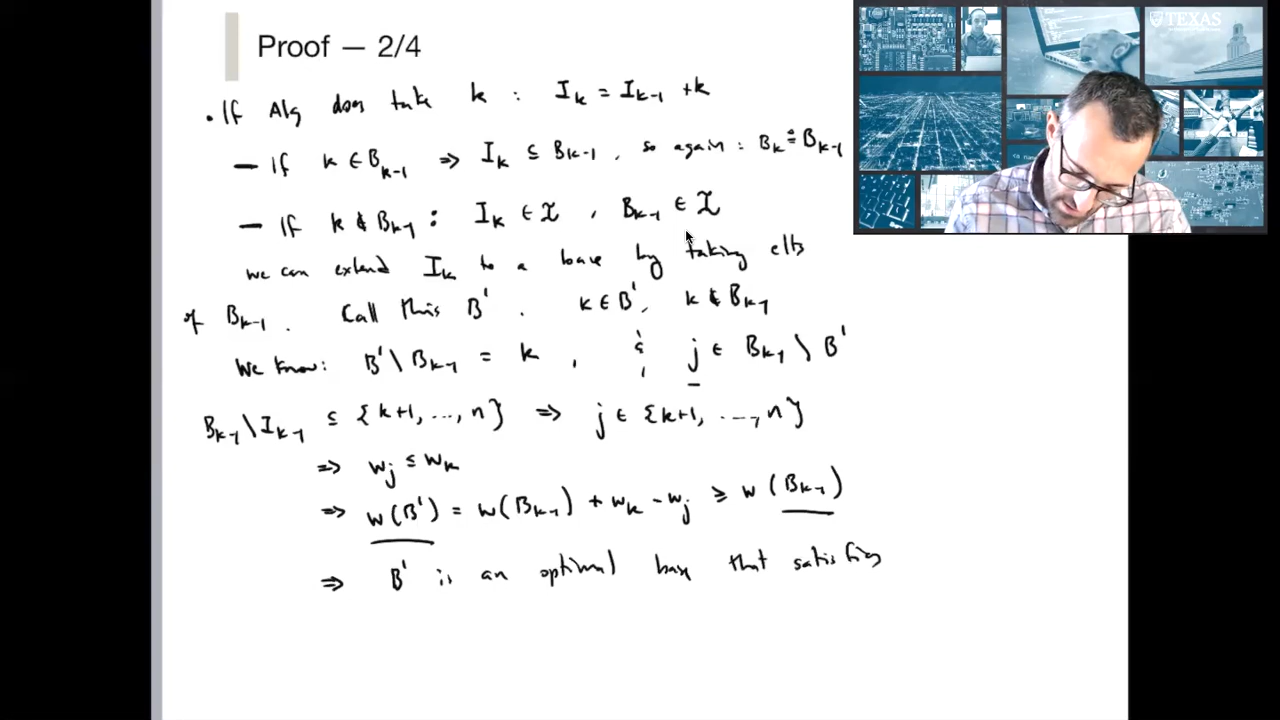 Proof — 2/4
TEXAS
• If Alg does take k : I_k = I_{k-1} + k
— If k ∈ B_{k-1} ⇒ I_k ⊆ B_{k-1} , so again : B_k ≜ B_{k-1}
— If k ∉ B_{k-1} : I_k ∈ 𝓘 , B_{k-1} ∈ 𝓘
we can extend I_k to a base by taking elts
of B_{k-1} . Call this B' . k ∈ B' , k ∉ B_{k-1}
We know : B' \ B_{k-1} = k , & j ∈ B_{k-1} \ B'
B_{k-1} \ I_{k-1} ⊆ {k+1, ..., n} ⇒ j ∈ {k+1, ..., n}
⇒ w_j ≤ w_k
⇒ w(B') = w(B_{k-1}) + w_k - w_j ≥ w(B_{k-1})
⇒ B' is an optimal base that satisfies